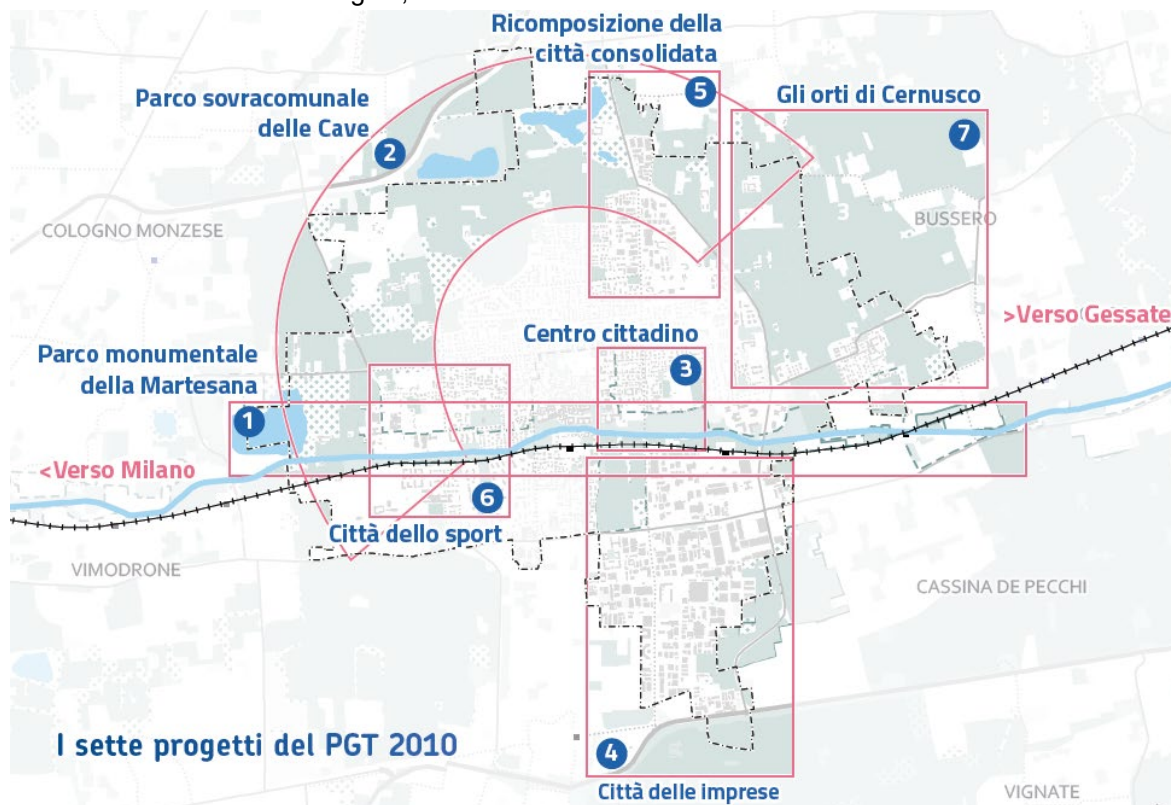 Ricomposizione della
città consolidata
5
Parco sovracomunale
delle Cave
2
Gli orti di Cernusco
7
COLOGNO MONZESE
BUSSERO
>Verso Gessate
Centro cittadino
3
Parco monumentale
della Martesana
1
<Verso Milano
6
Città dello sport
VIMODRONE
CASSINA DE PECCHI
I sette progetti del PGT 2010
4
Città delle imprese
VIGNATE